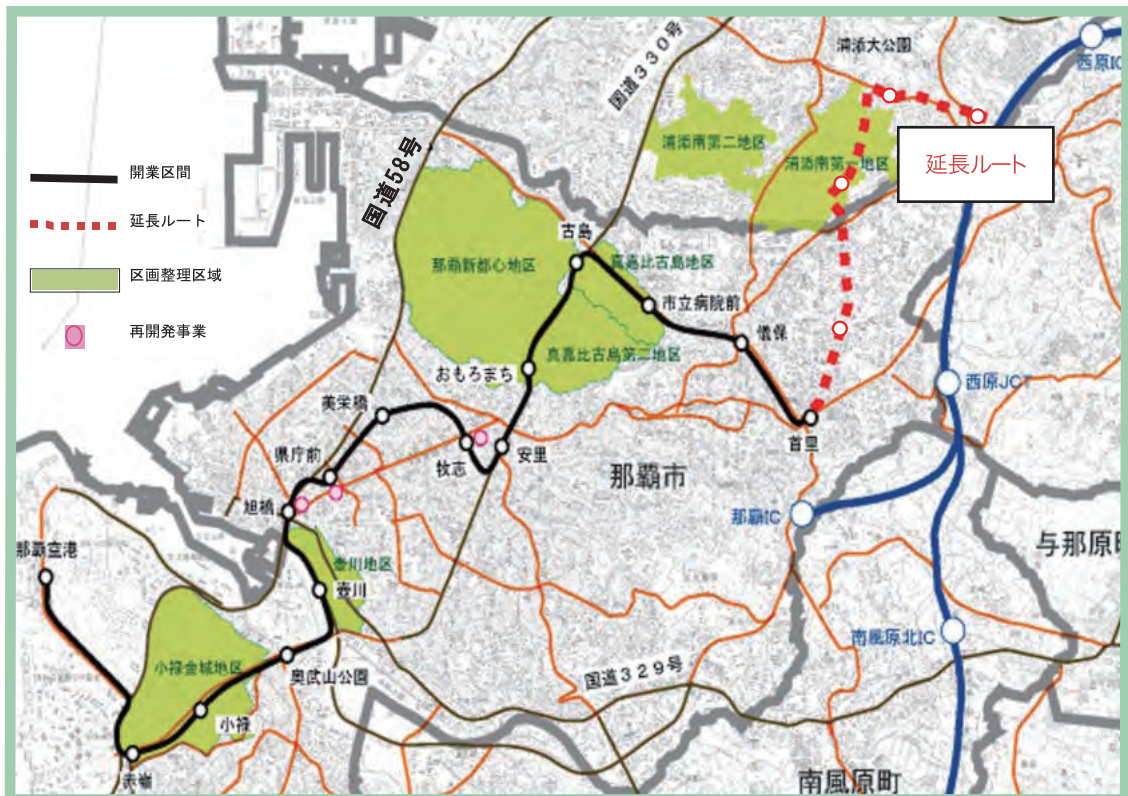 浦添大公園
西原IC
国道330号
国道58号
浦添南第二地区
浦添南第一地区
延長ルート
開業区間
延長ルート
区画整理区域
再開発事業
古島
那覇新都心地区
真嘉比古島地区
市立病院前
儀保
真嘉比古島第二地区
おもろまち
西原JCT
美栄橋
県庁前
牧志
安里
首里
那覇市
旭橋
那覇IC
那覇空港
与那原町
壷川地区
壺川
南風原北IC
小禄金城地区
奥武山公園
国道329号
小禄
赤嶺
南風原町